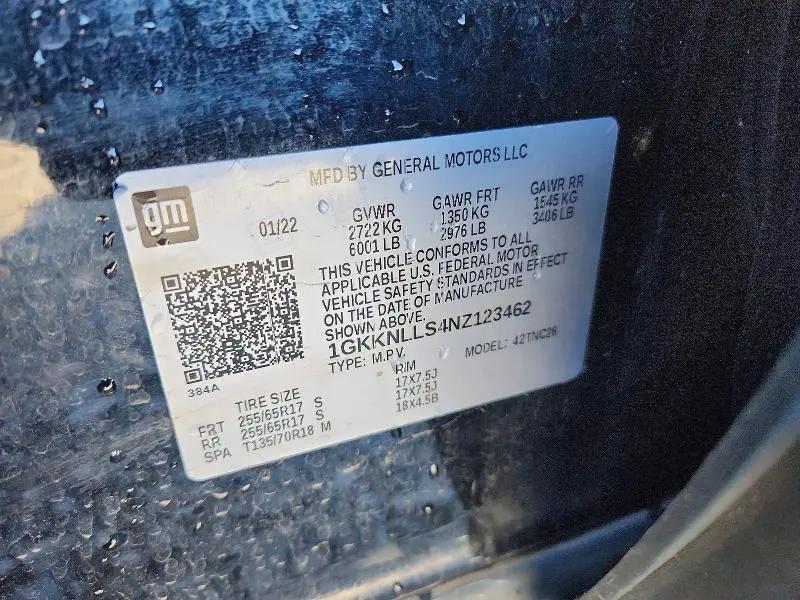 MFD BY GENERAL MOTORS LLC
gm
01/22
GVWR GAWR FRT GAWR RR
2722 KG 1350 KG 1545 KG
6001 LB 2976 LB 3406 LB
THIS VEHICLE CONFORMS TO ALL
APPLICABLE U.S. FEDERAL MOTOR
VEHICLE SAFETY STANDARDS IN EFFECT
ON THE DATE OF MANUFACTURE
SHOWN ABOVE.
1GKKNLLS4NZ123462
TYPE: M.P.V. MODEL: 42TNC26
384A
TIRE SIZE RIM
FRT 255/65R17 S 17X7.5J
RR 255/65R17 S 17X7.5J
SPA T135/70R18 M 18X4.5B